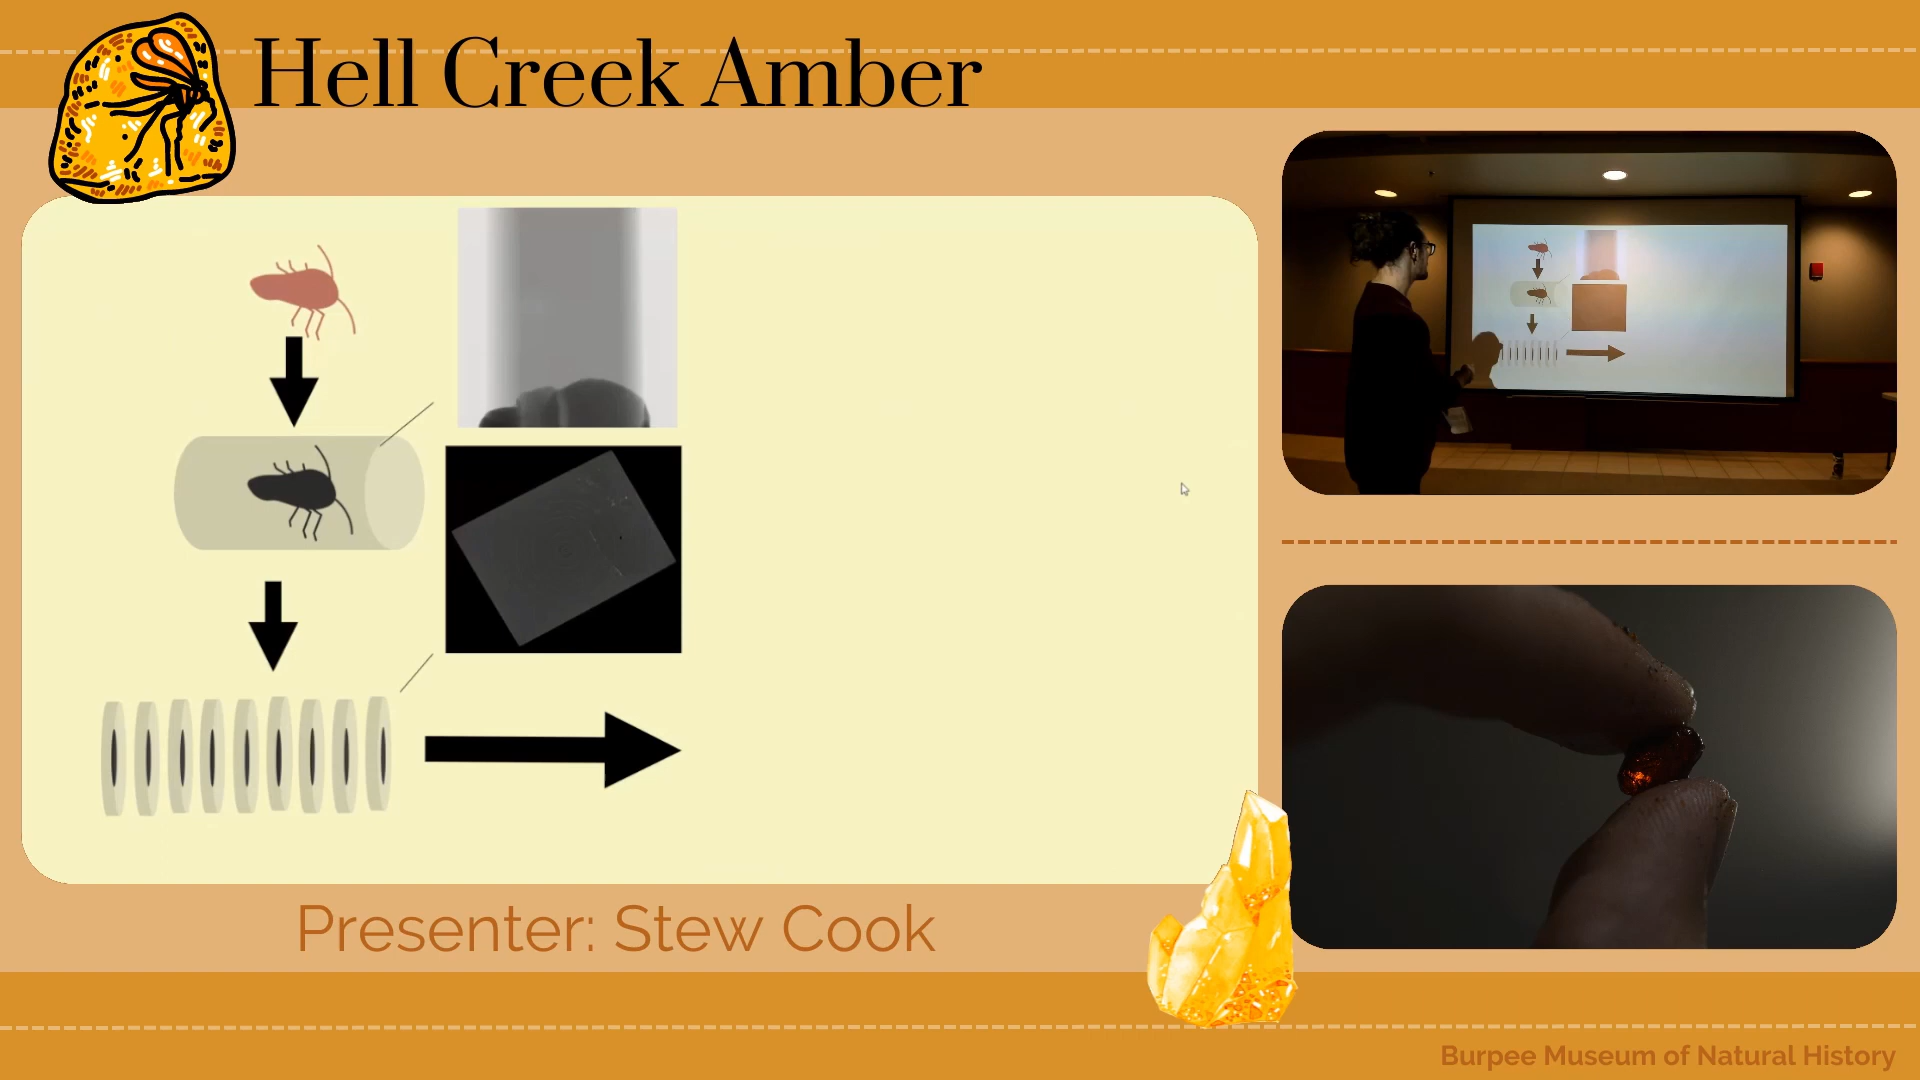 Hell Creek Amber
Presenter: Stew Cook
Burpee Museum of Natural History